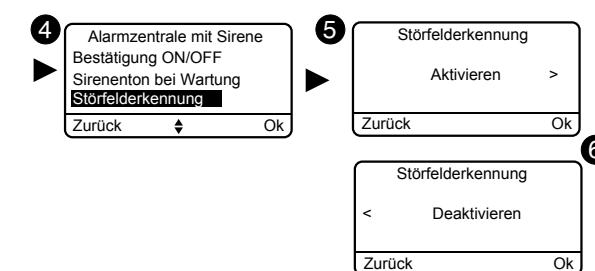 4
Alarmzentrale mit Sirene
Bestätigung ON/OFF
Sirenenton bei Wartung
Störfelderkennung
Zurück Ok
5
Störfelderkennung
Aktivieren >
Zurück Ok
6
Störfelderkennung
< Deaktivieren
Zurück Ok